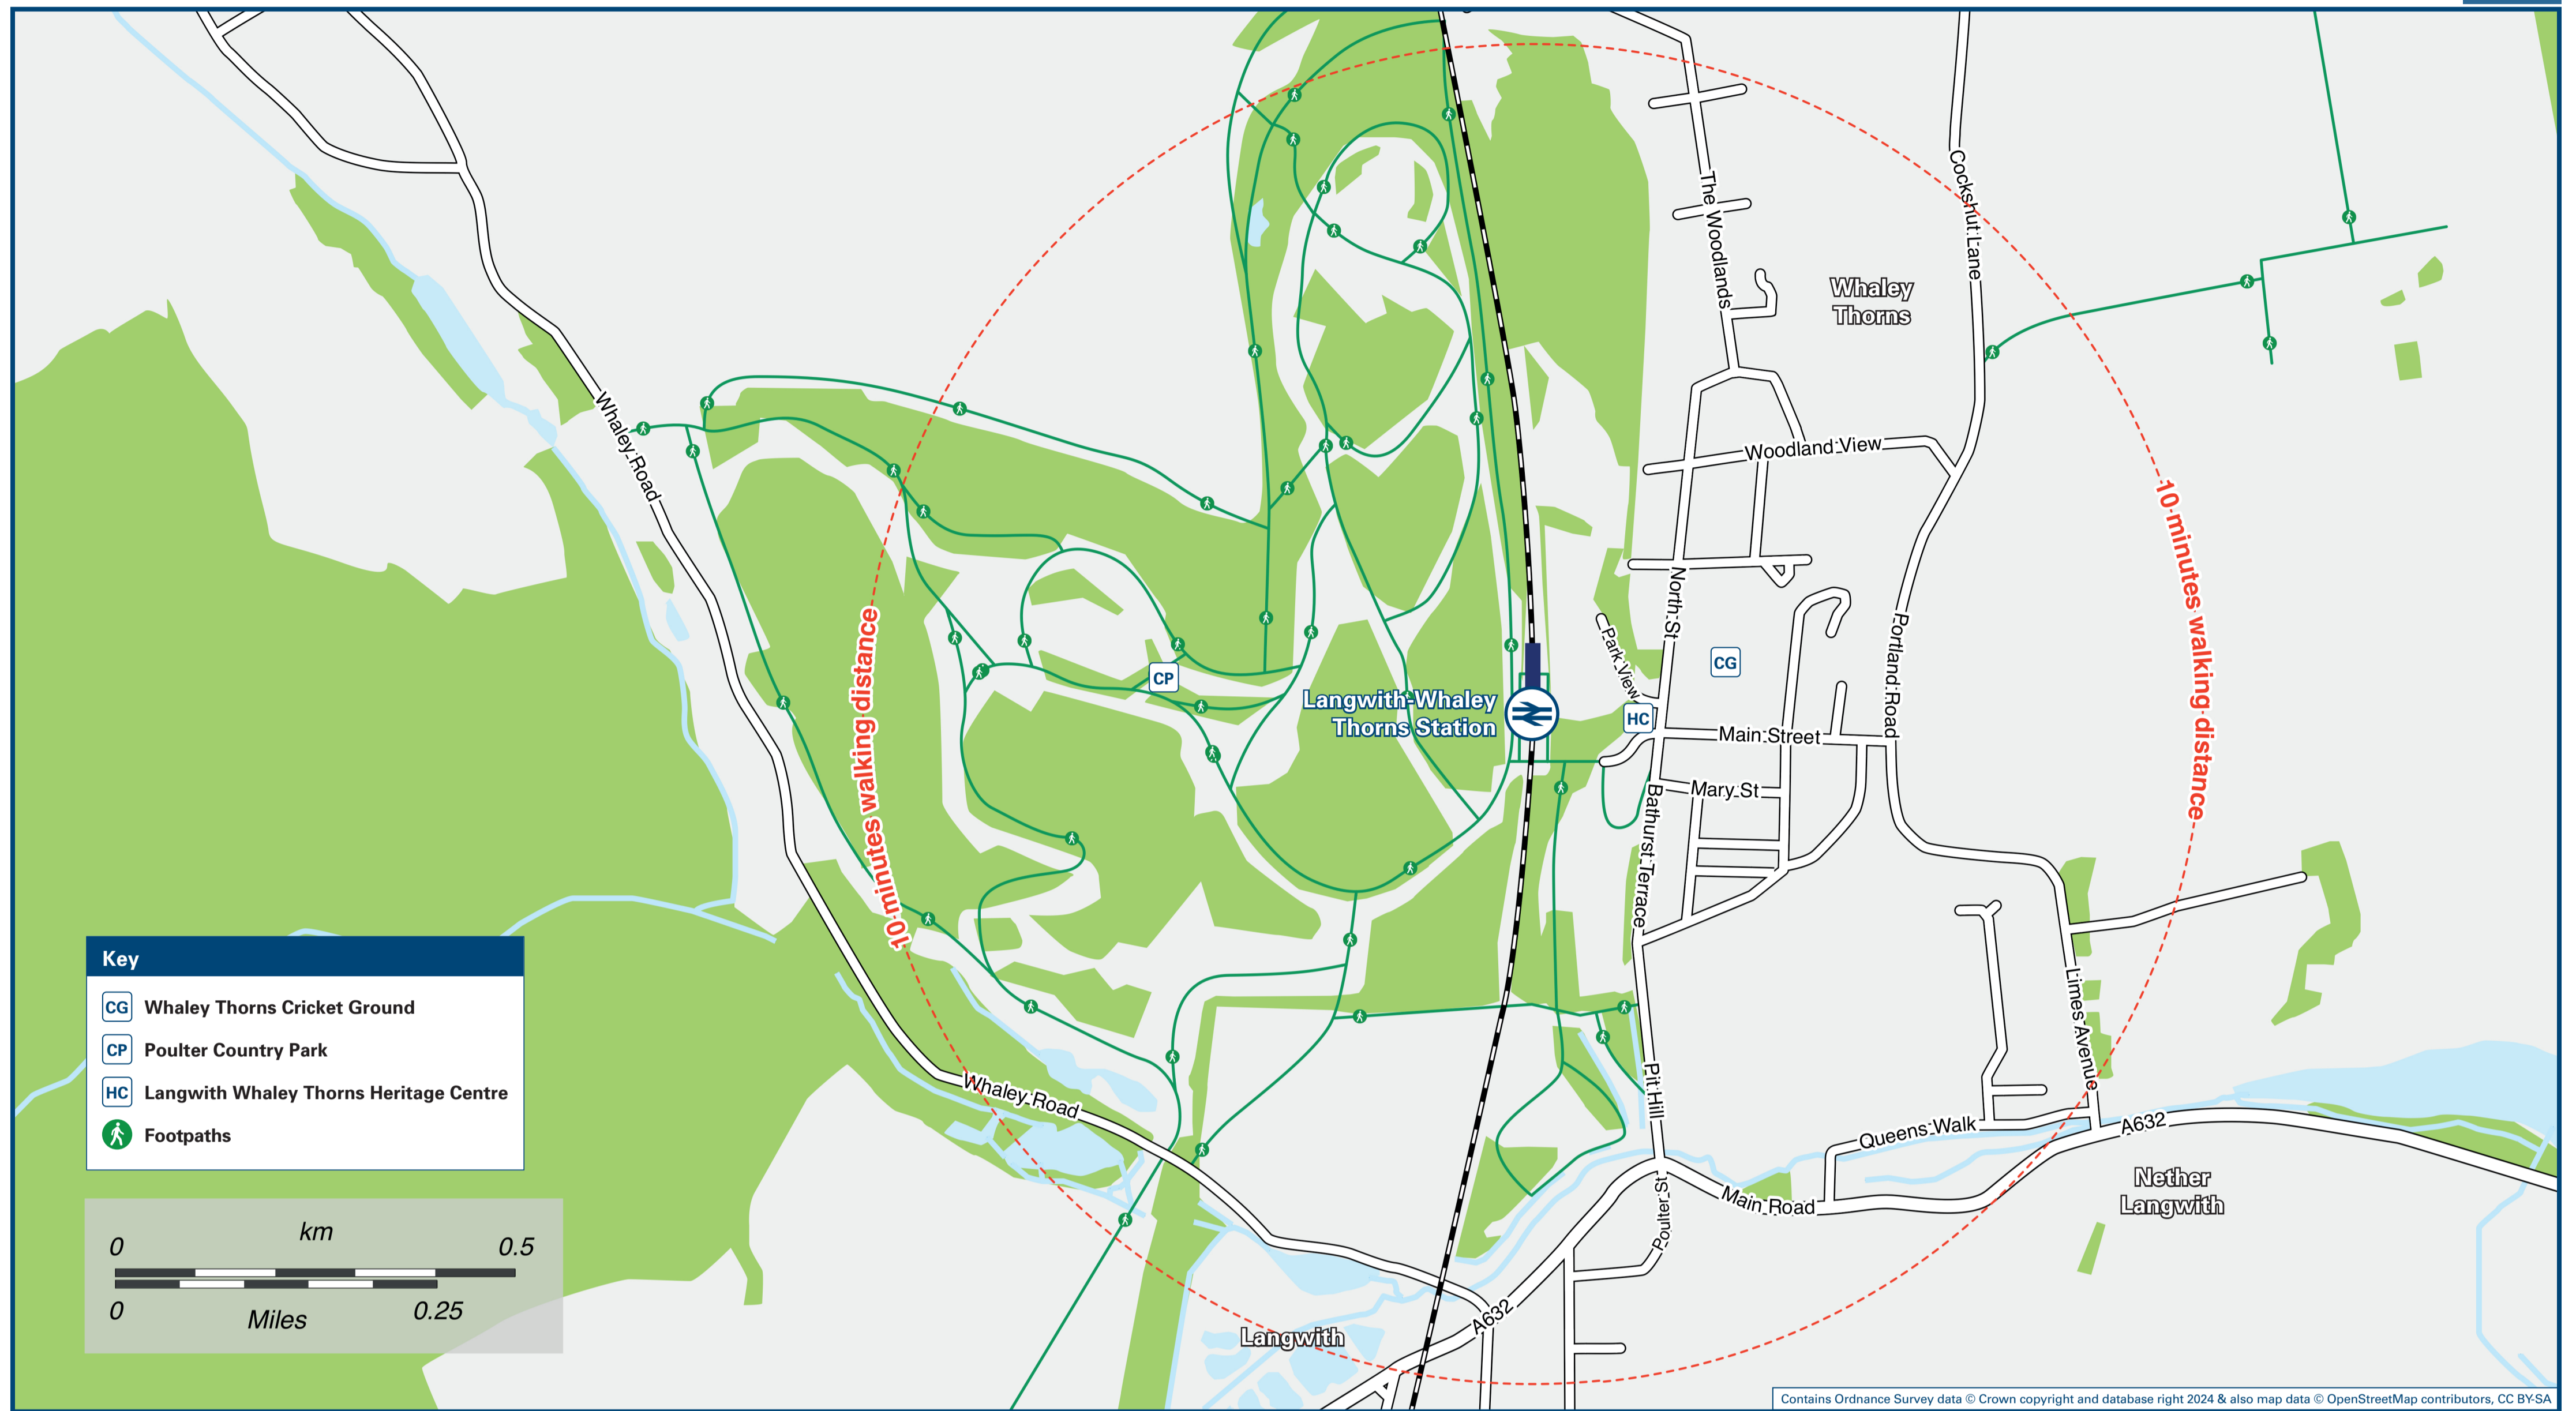 The Woodlands
Cockshut Lane
Whaley
Thorns
Whaley Road
Woodland View
10 minutes walking distance
North St
Park View
Portland Road
CG
CP
10 minutes walking distance
Langwith-Whaley
Thorns Station
HC
Main Street
Mary St
Bathurst Terrace
Limes Avenue
Key
CG Whaley Thorns Cricket Ground
CP Poulter Country Park
HC Langwith Whaley Thorns Heritage Centre
Footpaths
Whaley Road
Pit Hill
Queens Walk
A632
Nether
Langwith
Main Road
Poulter St
km
0 0.5
0 0.25
Miles
A632
Langwith
Contains Ordnance Survey data © Crown copyright and database right 2024 & also map data © OpenStreetMap contributors, CC BY-SA